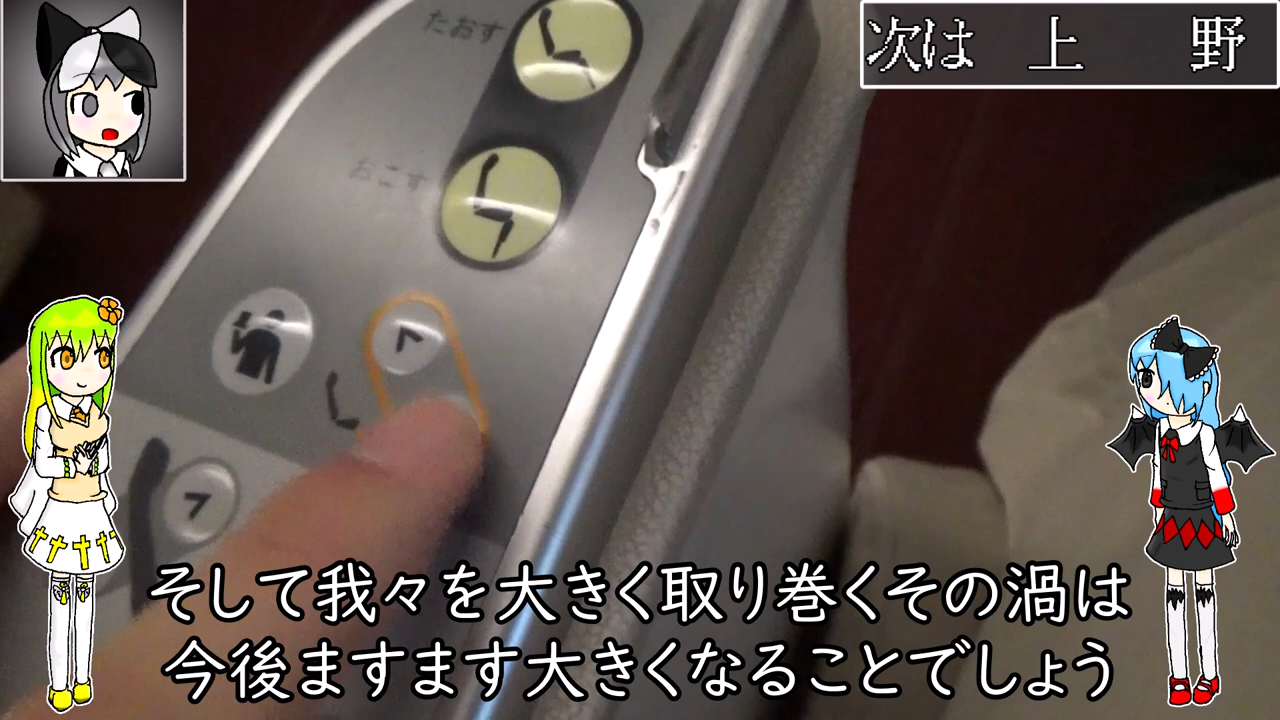 次は 上 野
たおす
おこす
そして我々を大きく取り巻くその渦は
今後ますます大きくなることでしょう